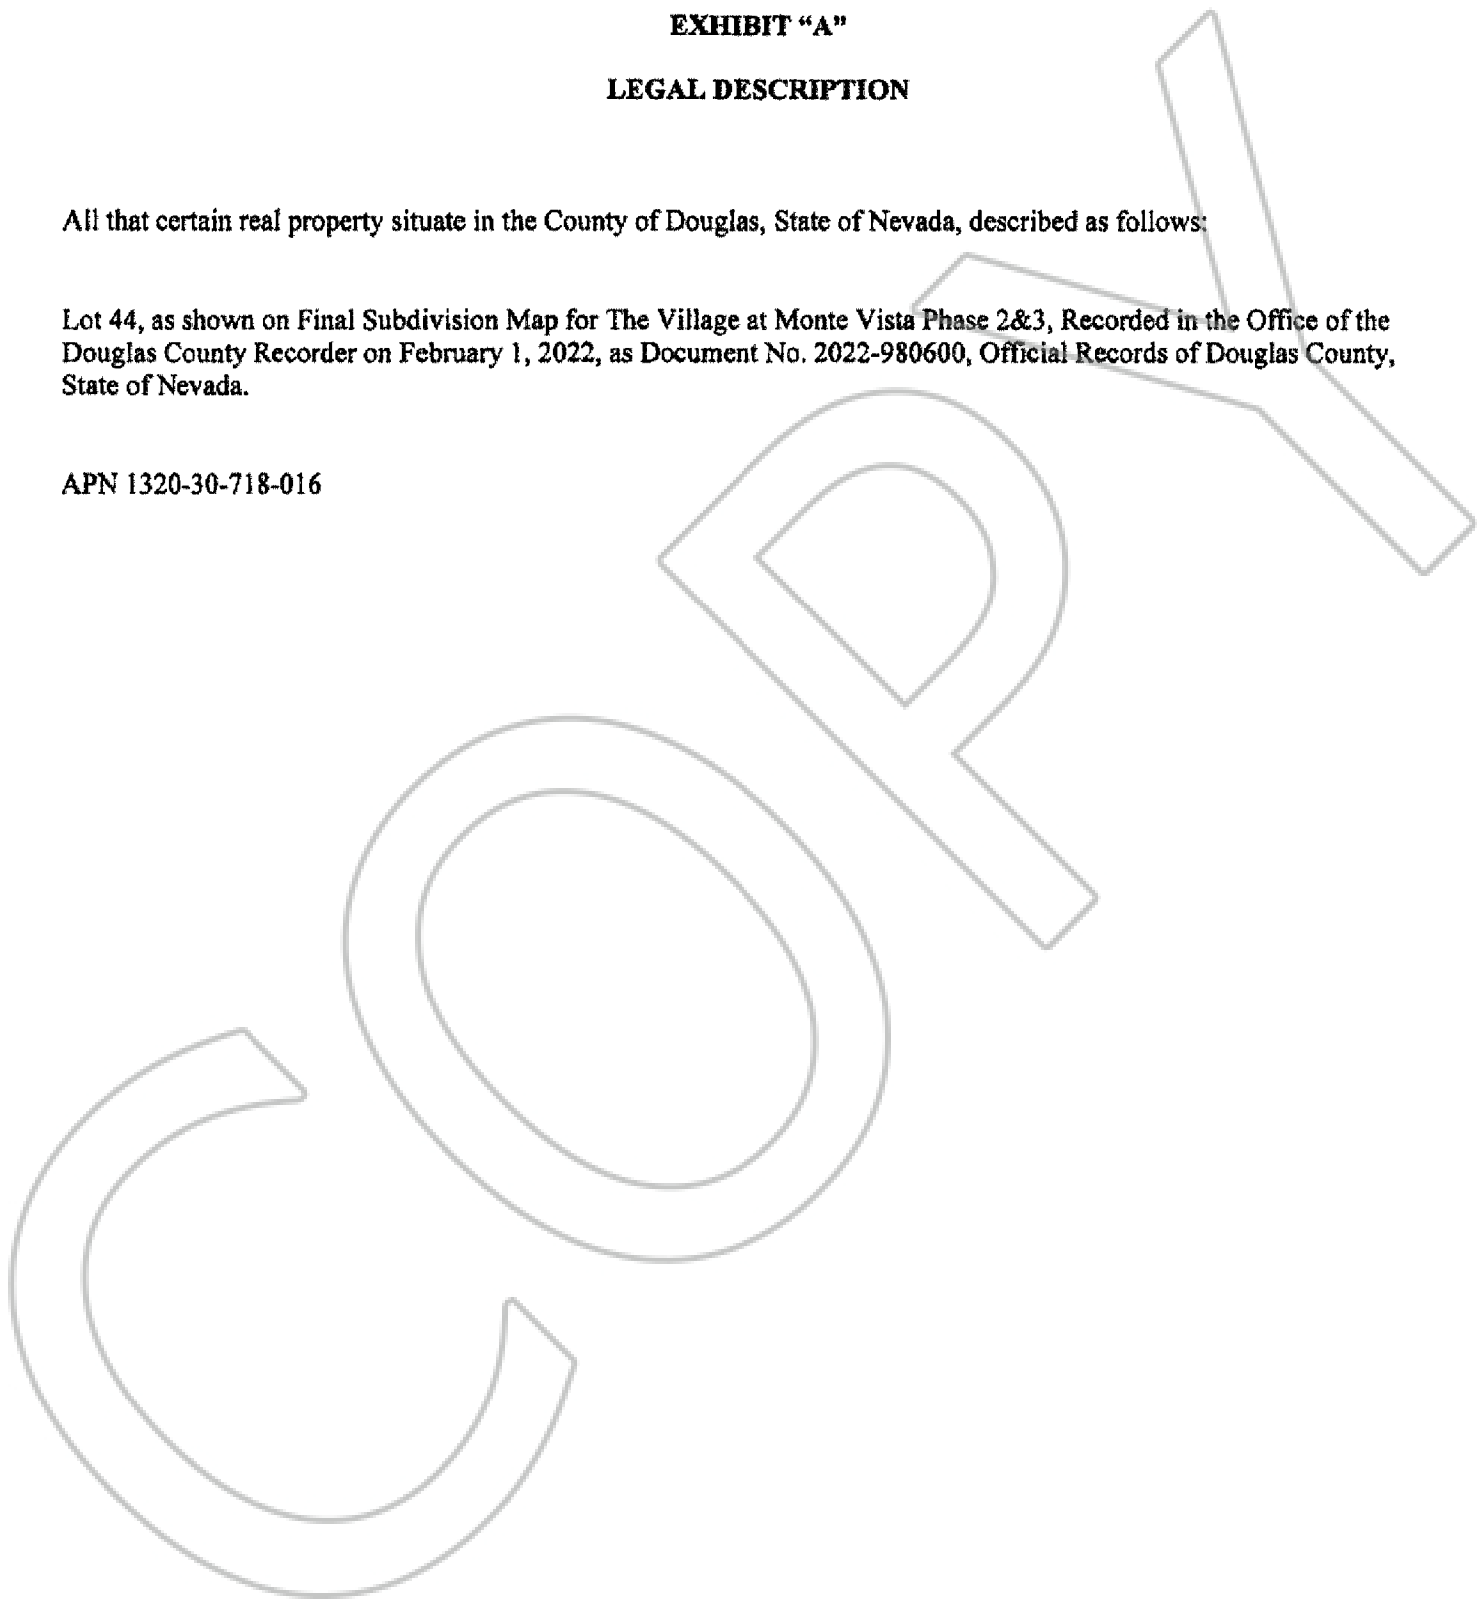 EXHIBIT “A”
LEGAL DESCRIPTION
All that certain real property situate in the County of Douglas, State of Nevada, described as follows:
Lot 44, as shown on Final Subdivision Map for The Village at Monte Vista Phase 2&3, Recorded in the Office of the
Douglas County Recorder on February 1, 2022, as Document No. 2022-980600, Official Records of Douglas County,
State of Nevada.
APN 1320-30-718-016
COPY